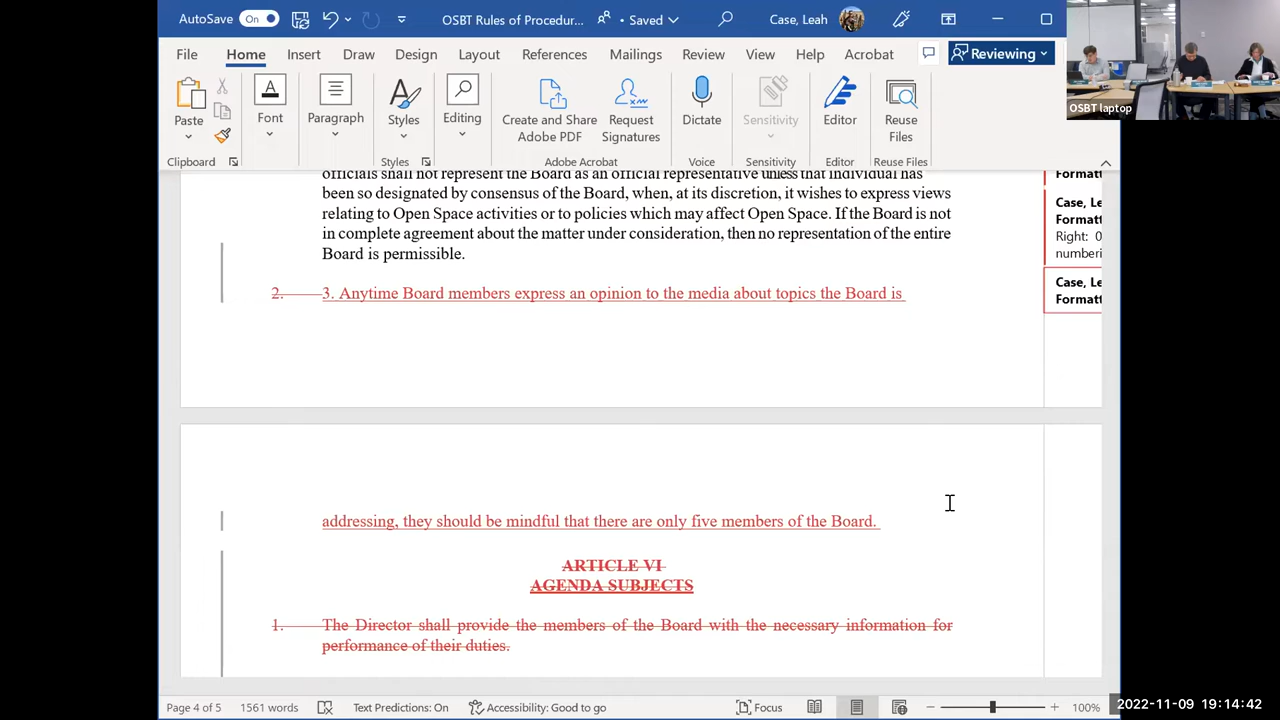 AutoSave On OSBT Rules of Procedur... • Saved Case, Leah
File Home Insert Draw Design Layout References Mailings Review View Help Acrobat Reviewing
OSBT laptop
Paste Font Paragraph Styles Editing Create and Share Adobe PDF Request Signatures Dictate Sensitivity Editor Reuse Files
Clipboard Styles Adobe Acrobat Voice Sensitivity Editor Reuse Files
officials shall not represent the Board as an official representative unless that individual has
been so designated by consensus of the Board, when, at its discretion, it wishes to express views
relating to Open Space activities or to policies which may affect Open Space. If the Board is not
in complete agreement about the matter under consideration, then no representation of the entire
Board is permissible.
2. 3. Anytime Board members express an opinion to the media about topics the Board is
Formatt
Case, Le
Formatt
Right: 0
numberi
Case, Le
Formatt
addressing, they should be mindful that there are only five members of the Board.
ARTICLE VI
AGENDA SUBJECTS
1. The Director shall provide the members of the Board with the necessary information for
performance of their duties.
Page 4 of 5 1561 words Text Predictions: On Accessibility: Good to go Focus 100%
2022-11-09 19:14:42